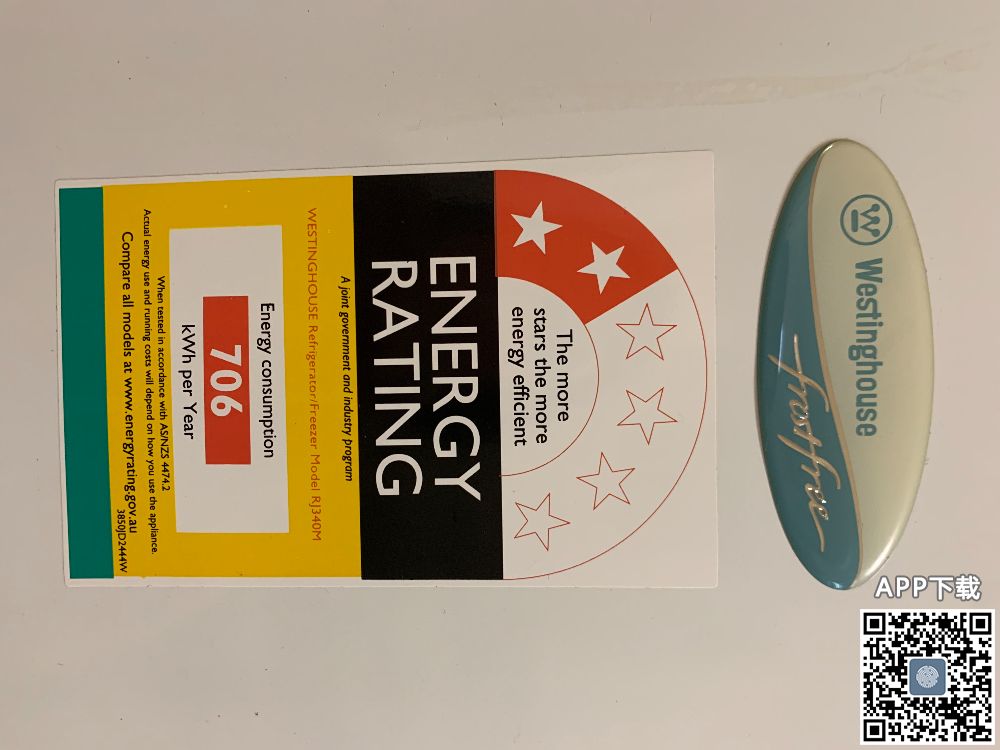 The more
stars the more
energy efficient
ENERGY
RATING
A joint government and industry program
WESTINGHOUSE Refrigerator/Freezer Model RJ340M
Energy consumption
706
kWh per Year
When tested in accordance with AS/NZS 4474.2
Actual energy use and running costs will depend on how you use the appliance.
Compare all models at www.energyrating.gov.au
3850JD2444W
Westinghouse
frost free
APP下载